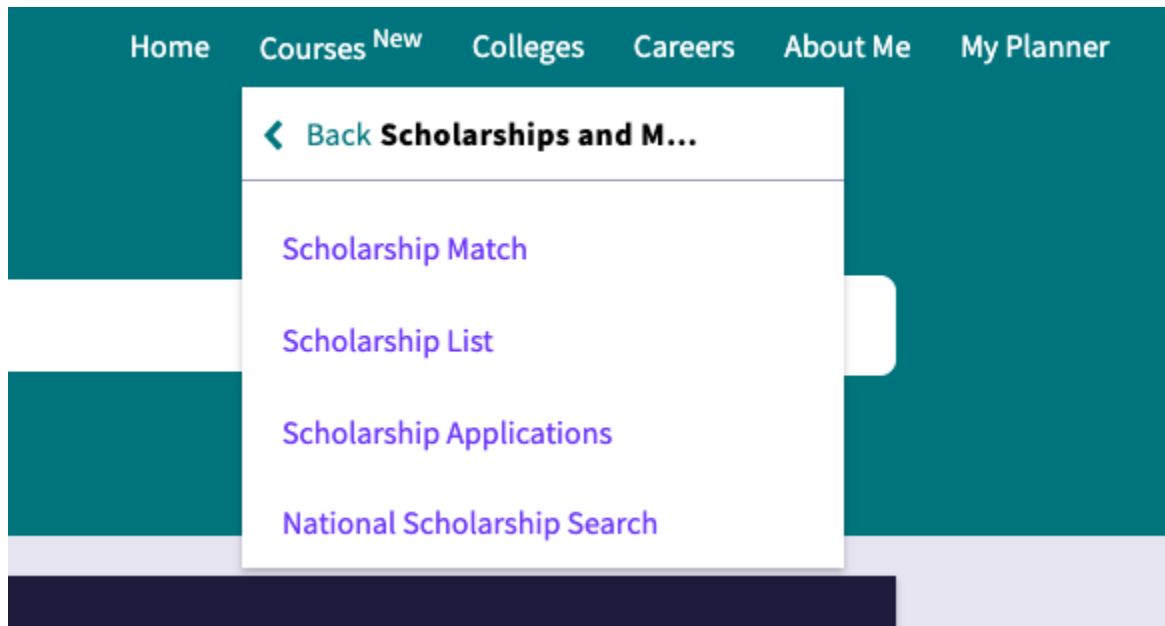 Home Courses New Colleges Careers About Me My Planner
Back Scholarships and M...
Scholarship Match
Scholarship List
Scholarship Applications
National Scholarship Search